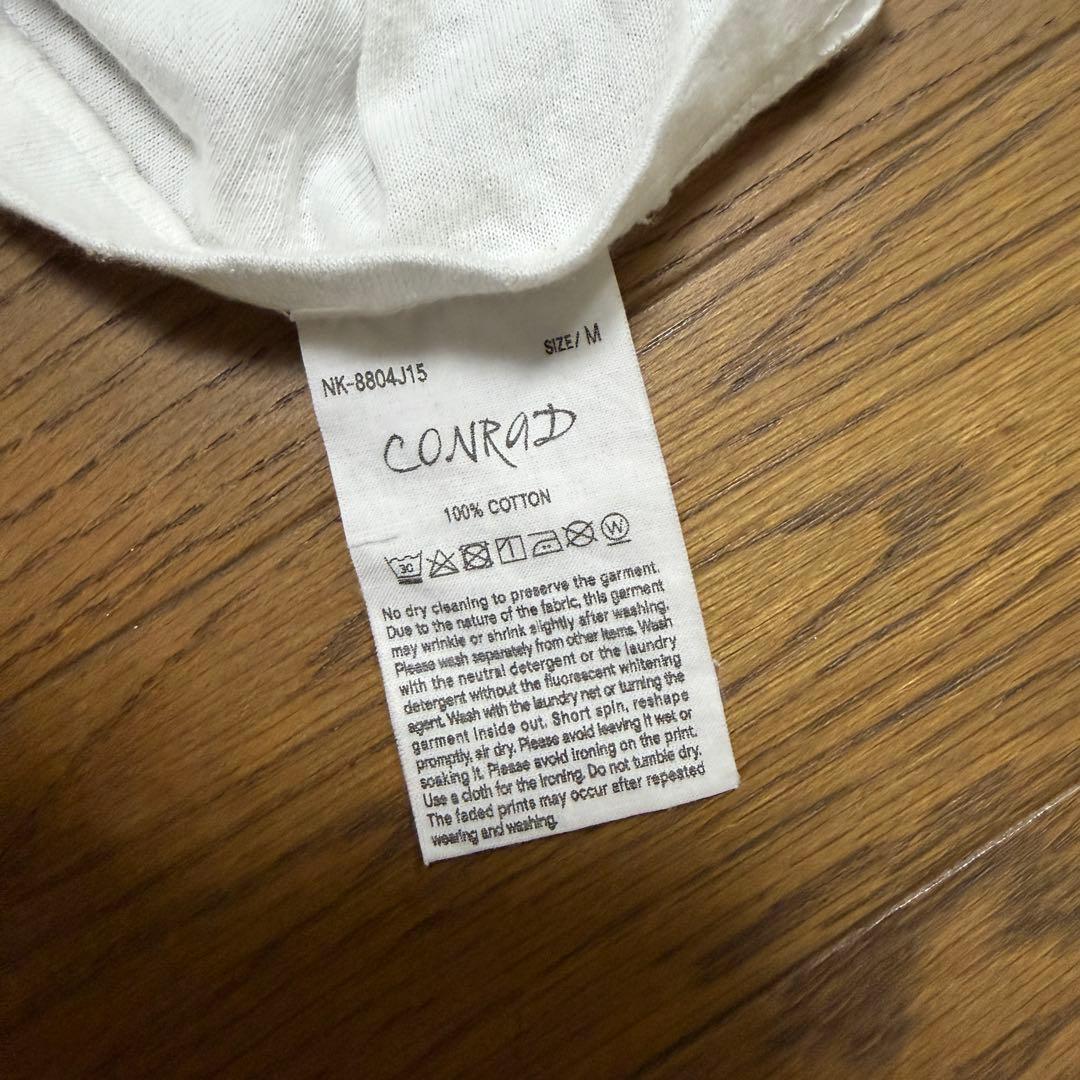 SIZE/ M
NK-8804J15
CONRAD
100% COTTON
30 W
No dry cleaning to preserve the garment.
Due to the nature of the fabric, this garment
may wrinkle or shrink slightly after washing.
Please wash separately from other items. Wash
with the neutral detergent or the laundry
detergent without the fluorescent whitening
agent. Wash with the laundry net or turning the
garment inside out. Short spin, reshape
promptly, air dry. Please avoid leaving it wet or
soaking it. Please avoid ironing on the print.
Use a cloth for the ironing. Do not tumble dry.
The faded prints may occur after repeated
wearing and washing.